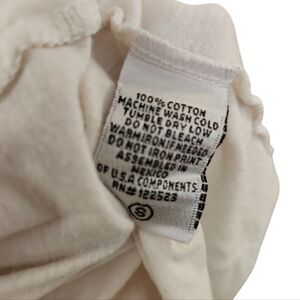 100% COTTON
MACHINE WASH COLD
TUMBLE DRY LOW
DO NOT BLEACH
WARM IRON IF NEEDED
DO NOT IRON PRINT
ASSEMBLED IN
MEXICO
OF U.S.A COMPONENTS
RN# 122523
S